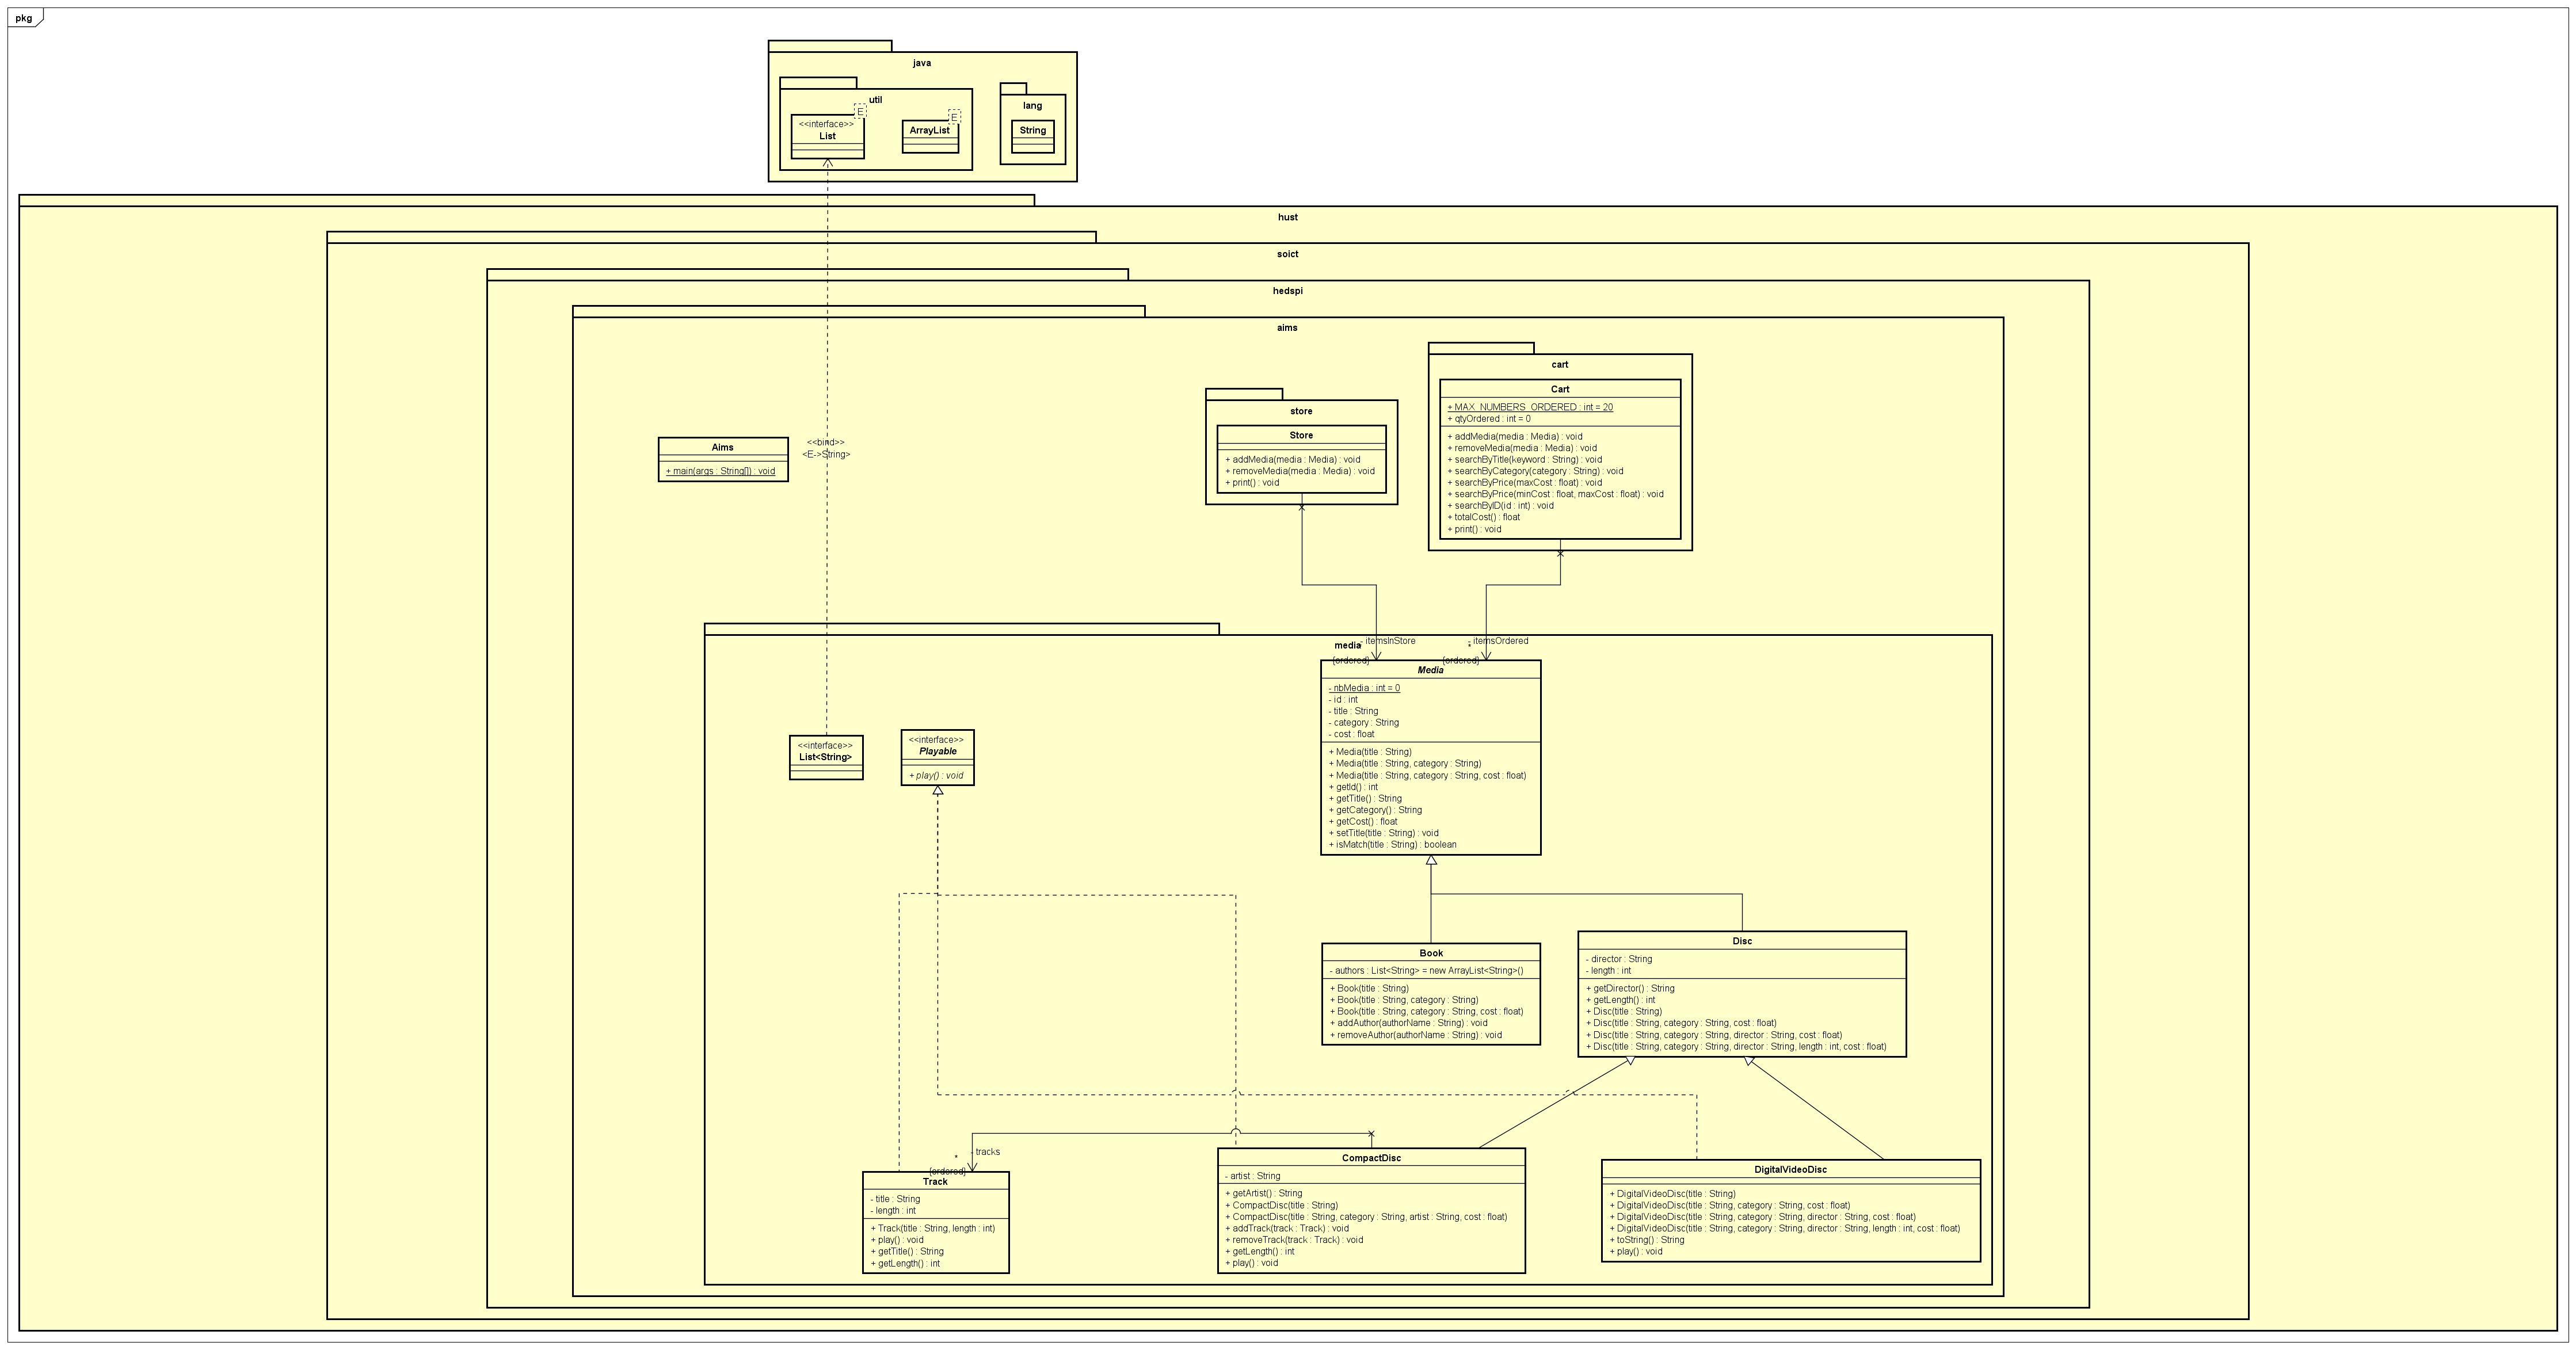 pkg
java
util
E
<<interface>>
List
E
ArrayList
lang
String
hust
soict
hedspi
aims
<<bind>>
<E->String>
Aims
+ main(args : String[]) : void
store
Store
+ addMedia(media : Media) : void
+ removeMedia(media : Media) : void
+ print() : void
cart
Cart
+ MAX_NUMBERS_ORDERED : int = 20
+ qtyOrdered : int = 0
+ addMedia(media : Media) : void
+ removeMedia(media : Media) : void
+ searchByTitle(keyword : String) : void
+ searchByCategory(category : String) : void
+ searchByPrice(maxCost : float) : void
+ searchByPrice(minCost : float, maxCost : float) : void
+ searchByID(id : int) : void
+ totalCost() : float
+ print() : void
media
- itemsInStore
{ordered}
- itemsOrdered
*
{ordered}
Media
- nbMedia : int = 0
- id : int
- title : String
- category : String
- cost : float
+ Media(title : String)
+ Media(title : String, category : String)
+ Media(title : String, category : String, cost : float)
+ getId() : int
+ getTitle() : String
+ getCategory() : String
+ getCost() : float
+ setTitle(title : String) : void
+ isMatch(title : String) : boolean
<<interface>>
List<String>
<<interface>>
Playable
+ play() : void
Book
- authors : List<String> = new ArrayList<String>()
+ Book(title : String)
+ Book(title : String, category : String)
+ Book(title : String, category : String, cost : float)
+ addAuthor(authorName : String) : void
+ removeAuthor(authorName : String) : void
Disc
- director : String
- length : int
+ getDirector() : String
+ getLength() : int
+ Disc(title : String)
+ Disc(title : String, category : String, cost : float)
+ Disc(title : String, category : String, director : String, cost : float)
+ Disc(title : String, category : String, director : String, length : int, cost : float)
- tracks
*
{ordered}
Track
- title : String
- length : int
+ Track(title : String, length : int)
+ play() : void
+ getTitle() : String
+ getLength() : int
CompactDisc
- artist : String
+ getArtist() : String
+ CompactDisc(title : String)
+ CompactDisc(title : String, category : String, artist : String, cost : float)
+ addTrack(track : Track) : void
+ removeTrack(track : Track) : void
+ getLength() : int
+ play() : void
DigitalVideoDisc
+ DigitalVideoDisc(title : String)
+ DigitalVideoDisc(title : String, category : String, cost : float)
+ DigitalVideoDisc(title : String, category : String, director : String, cost : float)
+ DigitalVideoDisc(title : String, category : String, director : String, length : int, cost : float)
+ toString() : String
+ play() : void